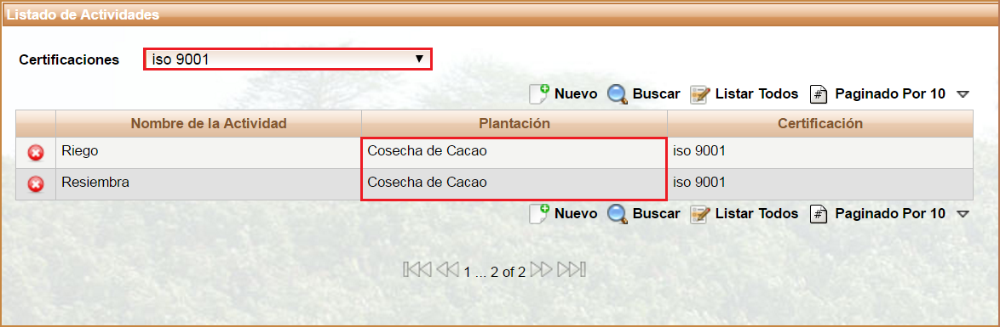 Listado de Actividades
Certificaciones iso 9001
Nuevo Buscar Listar Todos # Paginado Por 10
Nombre de la Actividad Plantación Certificación
Riego Cosecha de Cacao iso 9001
Resiembra Cosecha de Cacao iso 9001
Nuevo Buscar Listar Todos # Paginado Por 10
1 ... 2 of 2